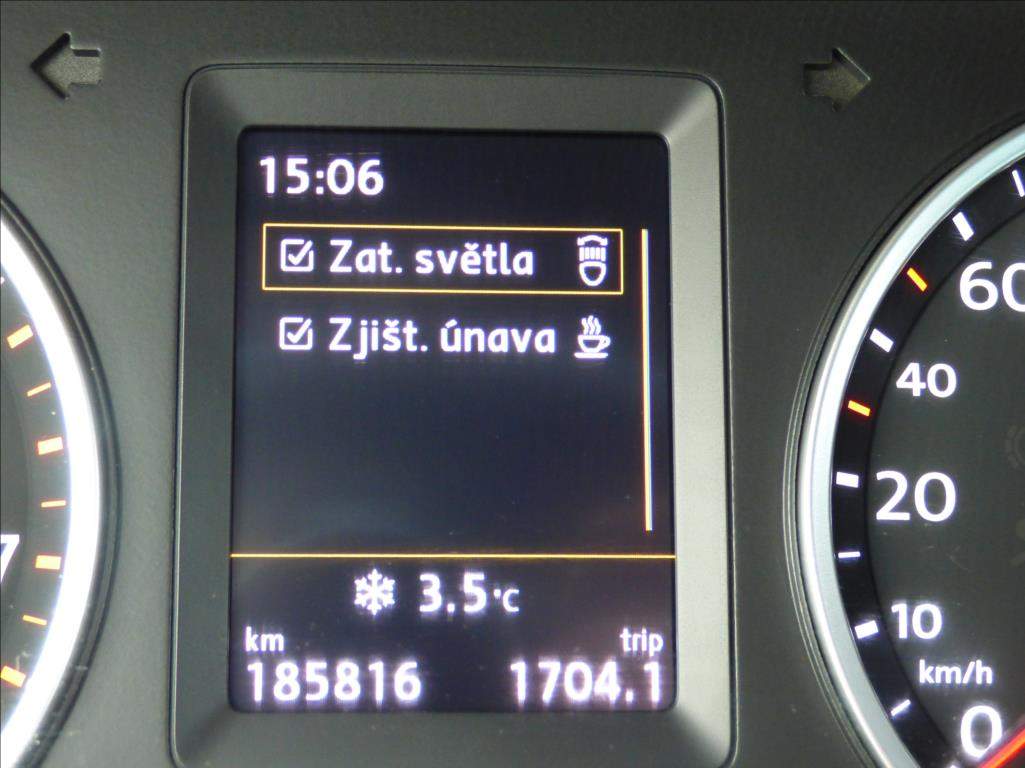 15:06
Zat. světla
Zjišt. únava
3.5°C
km trip
185816 1704.1
7
60
40
20
10
km/h
0